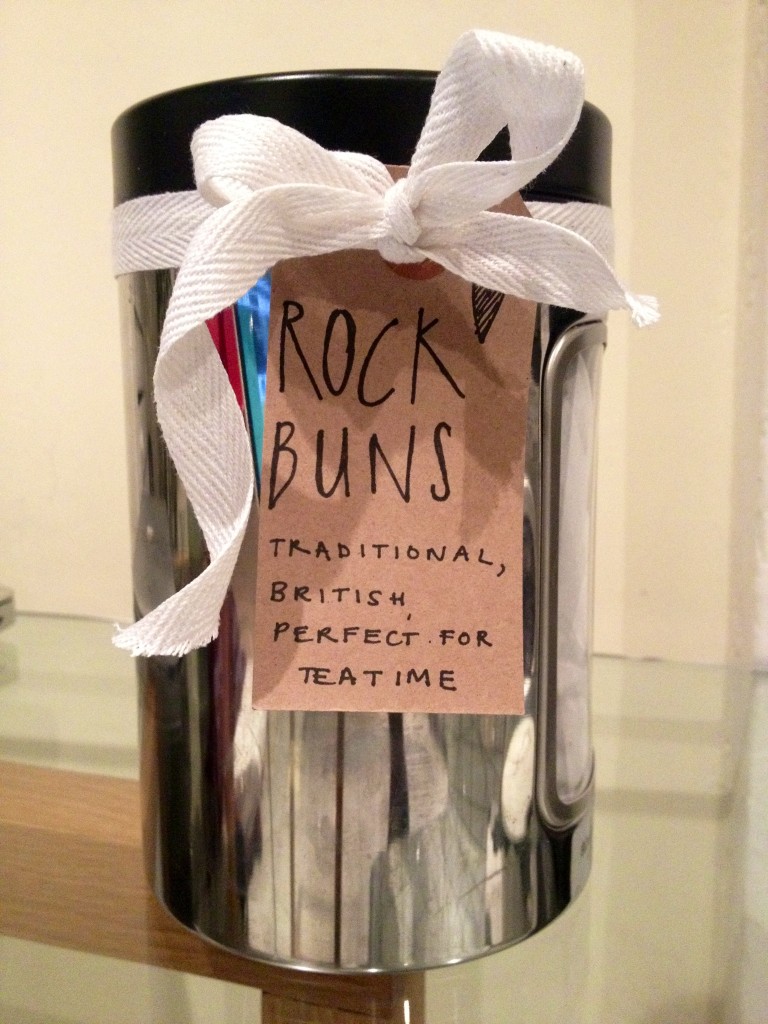 ROCK
BUNS
TRADITIONAL,
BRITISH,
PERFECT FOR
TEATIME